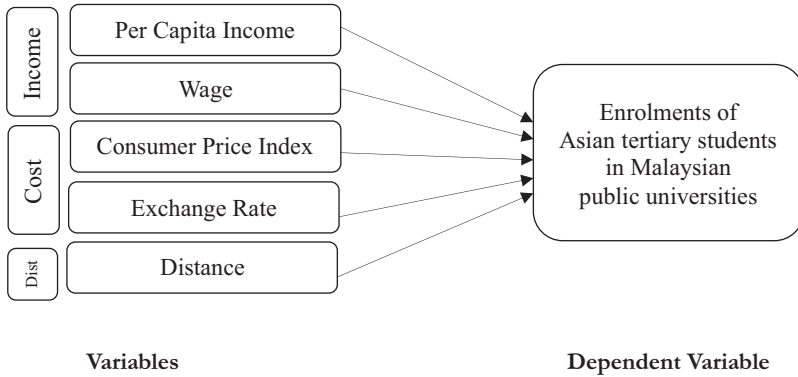 Income
Per Capita Income
Wage
Cost
Consumer Price Index
Exchange Rate
Dist
Distance
Enrolments of
Asian tertiary students
in Malaysian
public universities
Variables
Dependent Variable